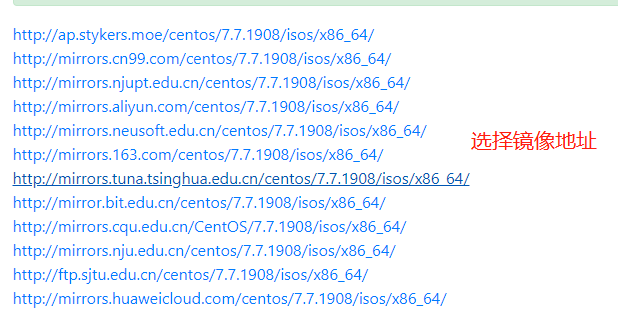 http://ap.stykers.moe/centos/7.7.1908/isos/x86_64/
http://mirrors.cn99.com/centos/7.7.1908/isos/x86_64/
http://mirrors.njupt.edu.cn/centos/7.7.1908/isos/x86_64/
http://mirrors.aliyun.com/centos/7.7.1908/isos/x86_64/
http://mirrors.neusoft.edu.cn/centos/7.7.1908/isos/x86_64/
选择镜像地址
http://mirrors.163.com/centos/7.7.1908/isos/x86_64/
http://mirrors.tuna.tsinghua.edu.cn/centos/7.7.1908/isos/x86_64/
http://mirror.bit.edu.cn/centos/7.7.1908/isos/x86_64/
http://mirrors.cqu.edu.cn/CentOS/7.7.1908/isos/x86_64/
http://mirrors.nju.edu.cn/centos/7.7.1908/isos/x86_64/
http://ftp.sjtu.edu.cn/centos/7.7.1908/isos/x86_64/
http://mirrors.huaweicloud.com/centos/7.7.1908/isos/x86_64/